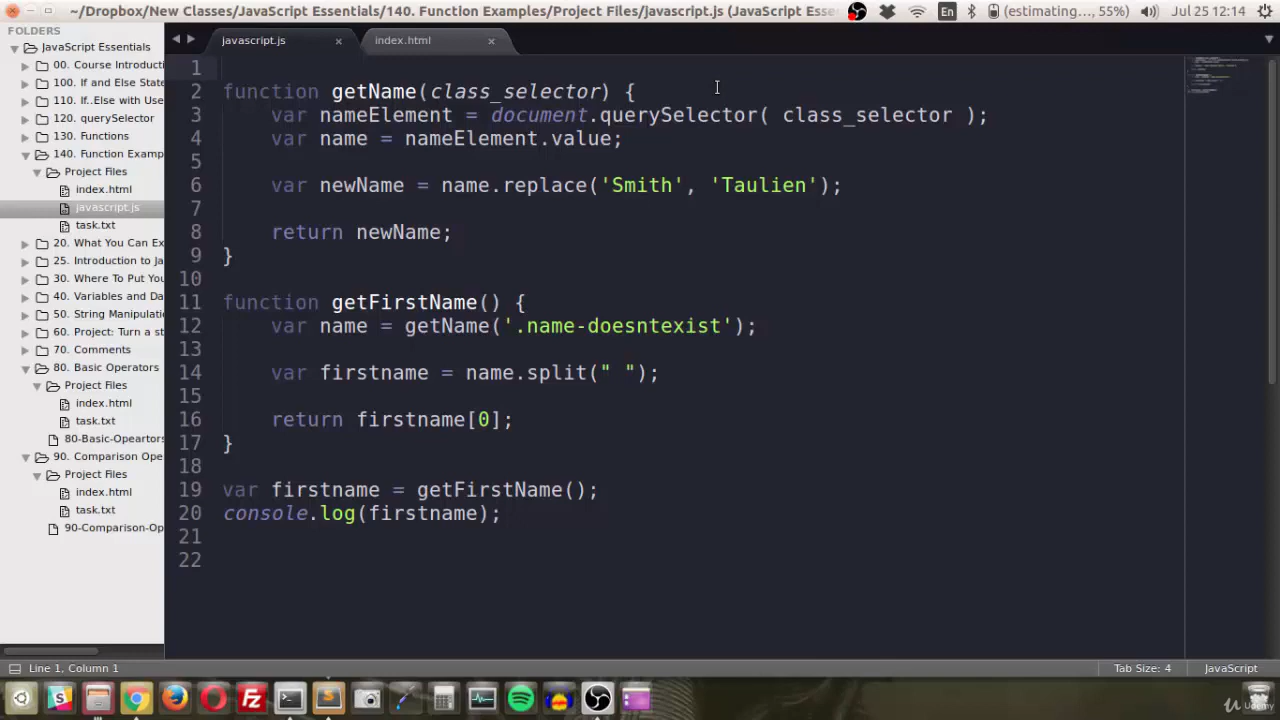 ~/Dropbox/New Classes/JavaScript Essentials/140. Function Examples/Project Files/javascript.js (JavaScript Esse
En
(estimating..., 55%)
Jul 25 12:14
FOLDERS
JavaScript Essentials
00. Course Introducti
100. If and Else State
110. If..Else with Use
120. querySelector
130. Functions
140. Function Examp
Project Files
index.html
javascript.js
task.txt
20. What You Can Ex
25. Introduction to Ja
30. Where To Put You
40. Variables and Da
50. String Manipulati
60. Project: Turn a st
70. Comments
80. Basic Operators
Project Files
index.html
task.txt
80-Basic-Opeartors
90. Comparison Ope
Project Files
index.html
task.txt
90-Comparison-Op
javascript.js
index.html
1
2 function getName(class_selector) {
3 var nameElement = document.querySelector( class_selector );
4 var name = nameElement.value;
5
6 var newName = name.replace('Smith', 'Taulien');
7
8 return newName;
9 }
10
11 function getFirstName() {
12 var name = getName('.name-doesntexist');
13
14 var firstname = name.split(" ");
15
16 return firstname[0];
17 }
18
19 var firstname = getFirstName();
20 console.log(firstname);
21
22
Line 1, Column 1
Tab Size: 4
JavaScript
Udemy